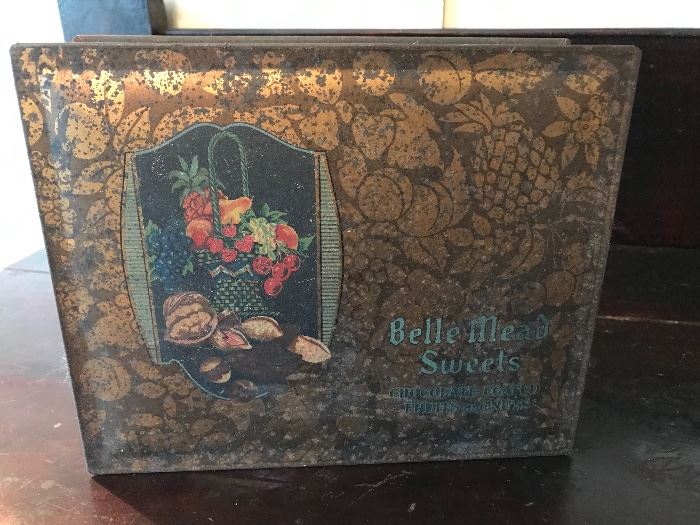 Belle Mead
Sweets
CHOCOLATE COATED
FRUITS AND NUTS